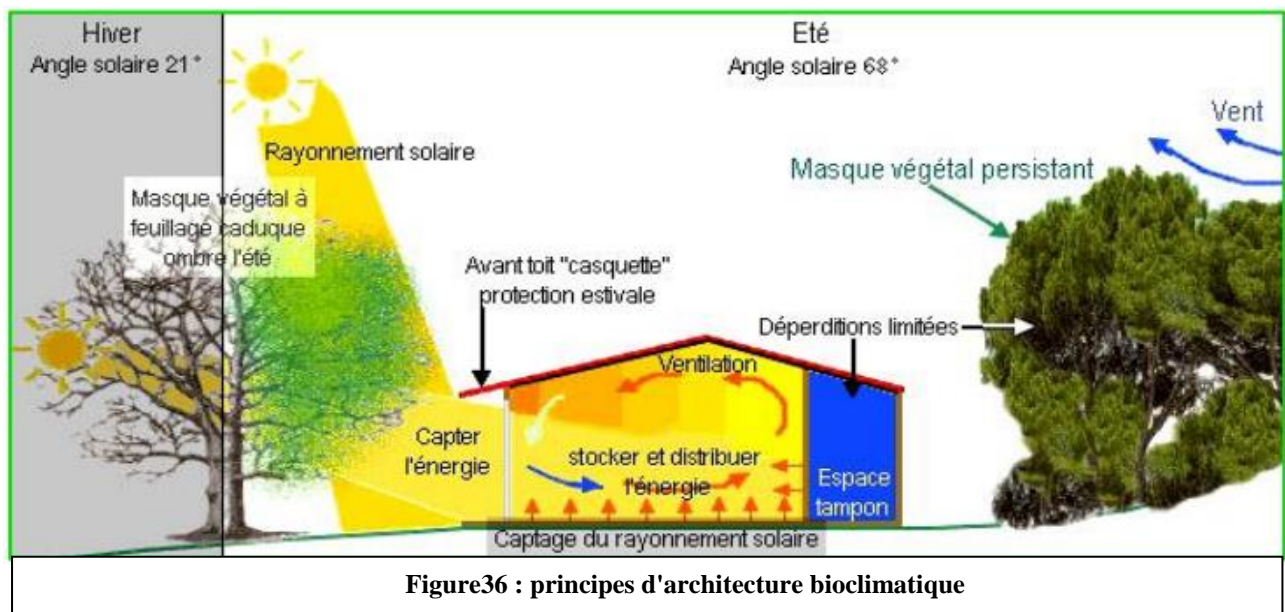 Hiver
Angle solaire 21°
Eté
Angle solaire 68°
Vent
Rayonnement solaire
Masque végétal persistant
Masque végétal à
feuillage caduque
ombre l'été
Avant toit "casquette"
protection estivale
Déperditions limitées
Ventilation
Capter
l'énergie
stocker et distribuer
l'énergie
Espace
tampon
Captage du rayonnement solaire
Figure36 : principes d'architecture bioclimatique